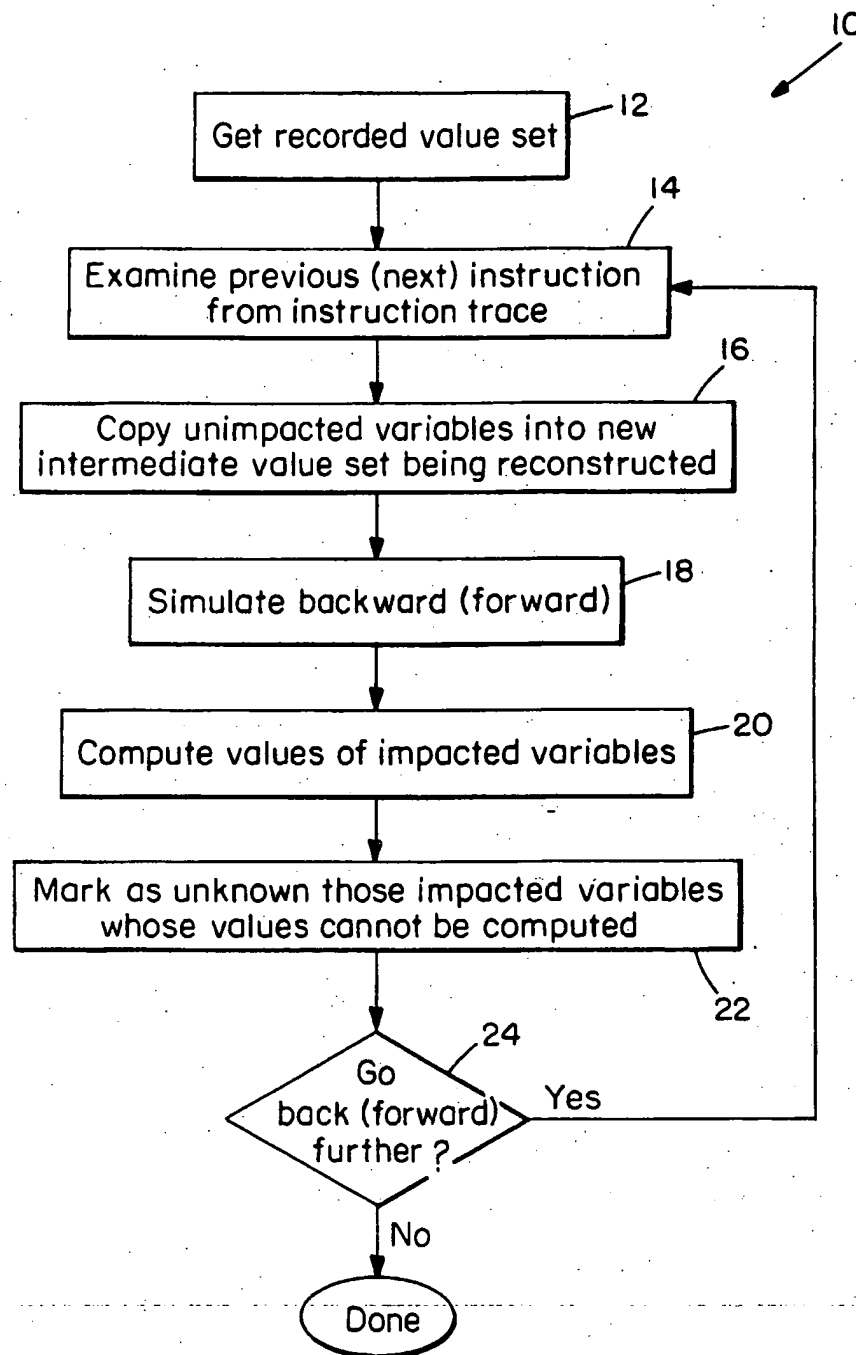 10
Get recorded value set
12
14
Examine previous (next) instruction
from instruction trace
16
Copy unimpacted variables into new
intermediate value set being reconstructed
18
Simulate backward (forward)
Compute values of impacted variables
20
Mark as unknown those impacted variables
whose values cannot be computed
22
24
Go
back (forward)
further ?
Yes
No
Done